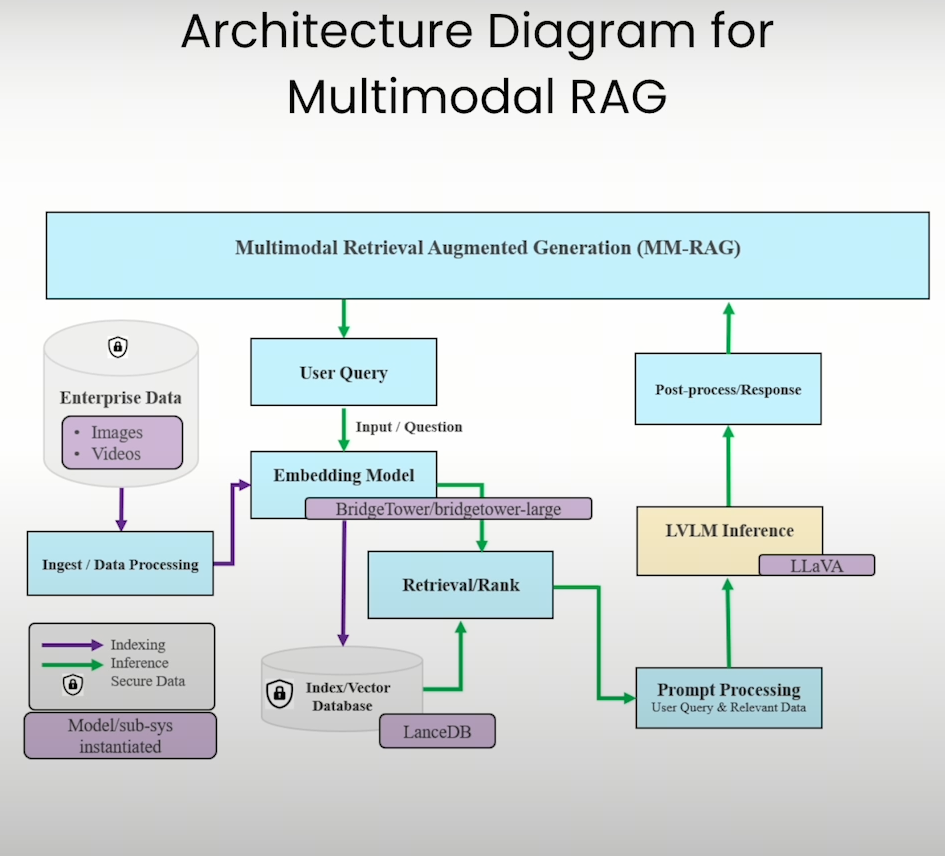 Architecture Diagram for
Multimodal RAG
Multimodal Retrieval Augmented Generation (MM-RAG)
User Query
Input / Question
Enterprise Data
• Images
• Videos
Ingest / Data Processing
Embedding Model
BridgeTower/bridgetower-large
Retrieval/Rank
Index/Vector
Database
LanceDB
Post-process/Response
LVLM Inference
LLaVA
Prompt Processing
User Query & Relevant Data
Indexing
Inference
Secure Data
Model/sub-sys
instantiated